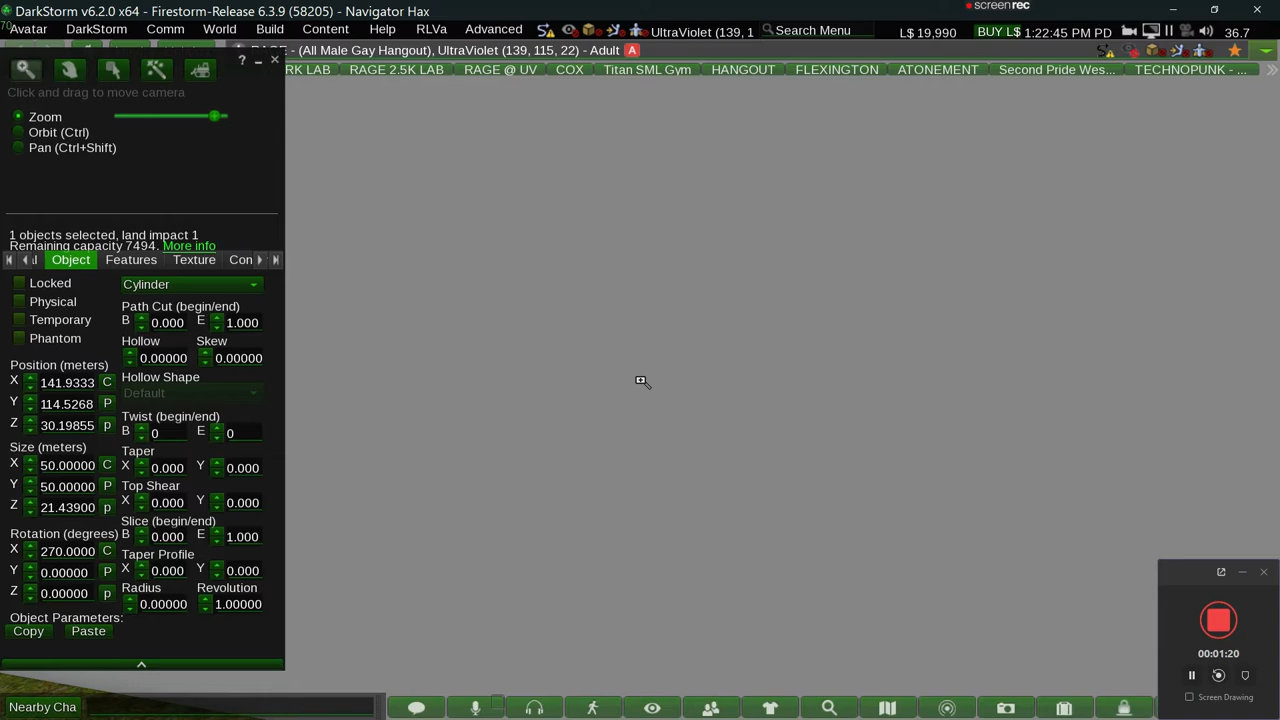 DarkStorm v6.2.0 x64 - Firestorm-Release 6.3.9 (58205) - Navigator Hax
screen rec
70
Avatar DarkStorm Comm World Build Content Help RLVa Advanced UltraViolet (139, 1 Search Menu L$ 19,990 BUY L$ 1:22:45 PM PDT 36.7
RAGE - (All Male Gay Hangout), UltraViolet (139, 115, 22) - Adult A
RK LAB RAGE 2.5K LAB RAGE @ UV COX Titan SML Gym HANGOUT FLEXINGTON ATONEMENT Second Pride Wes... TECHNOPUNK - ...
Click and drag to move camera
Zoom
Orbit (Ctrl)
Pan (Ctrl+Shift)
1 objects selected, land impact 1
Remaining capacity 7494. More info
Object Features Texture Con
Locked
Physical
Temporary
Phantom
Position (meters)
X 141.9333 C
Y 114.5268 P
Z 30.19855 p
Size (meters)
X 50.00000 C
Y 50.00000 P
Z 21.43900 p
Rotation (degrees)
X 270.0000 C
Y 0.00000 P
Z 0.00000 p
Object Parameters:
Copy Paste
Cylinder
Path Cut (begin/end)
B 0.000 E 1.000
Hollow Skew
0.00000 0.00000
Hollow Shape
Default
Twist (begin/end)
B 0 E 0
Taper
X 0.000 Y 0.000
Top Shear
X 0.000 Y 0.000
Slice (begin/end)
B 0.000 E 1.000
Taper Profile
X 0.000 Y 0.000
Radius Revolution
0.00000 1.00000
00:01:20
Screen Drawing
Nearby Cha